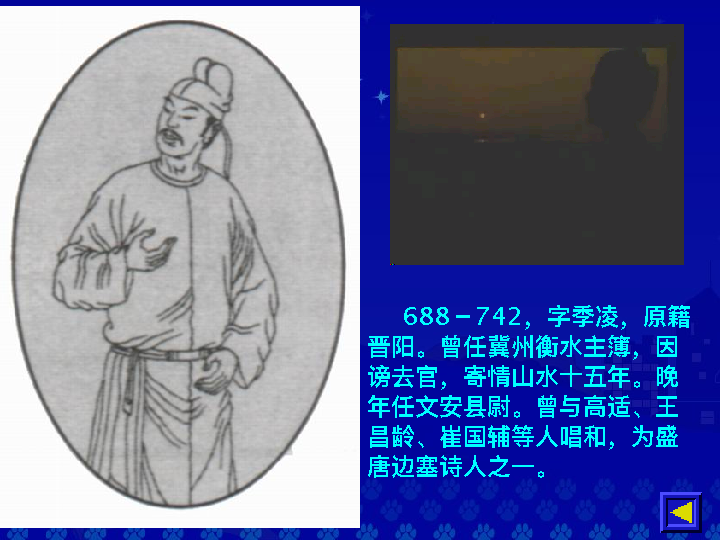 688－742，字季凌，原籍
晋阳。曾任冀州衡水主簿，因
谤去官，寄情山水十五年。晚
年任文安县尉。曾与高适、王
昌龄、崔国辅等人唱和，为盛
唐边塞诗人之一。